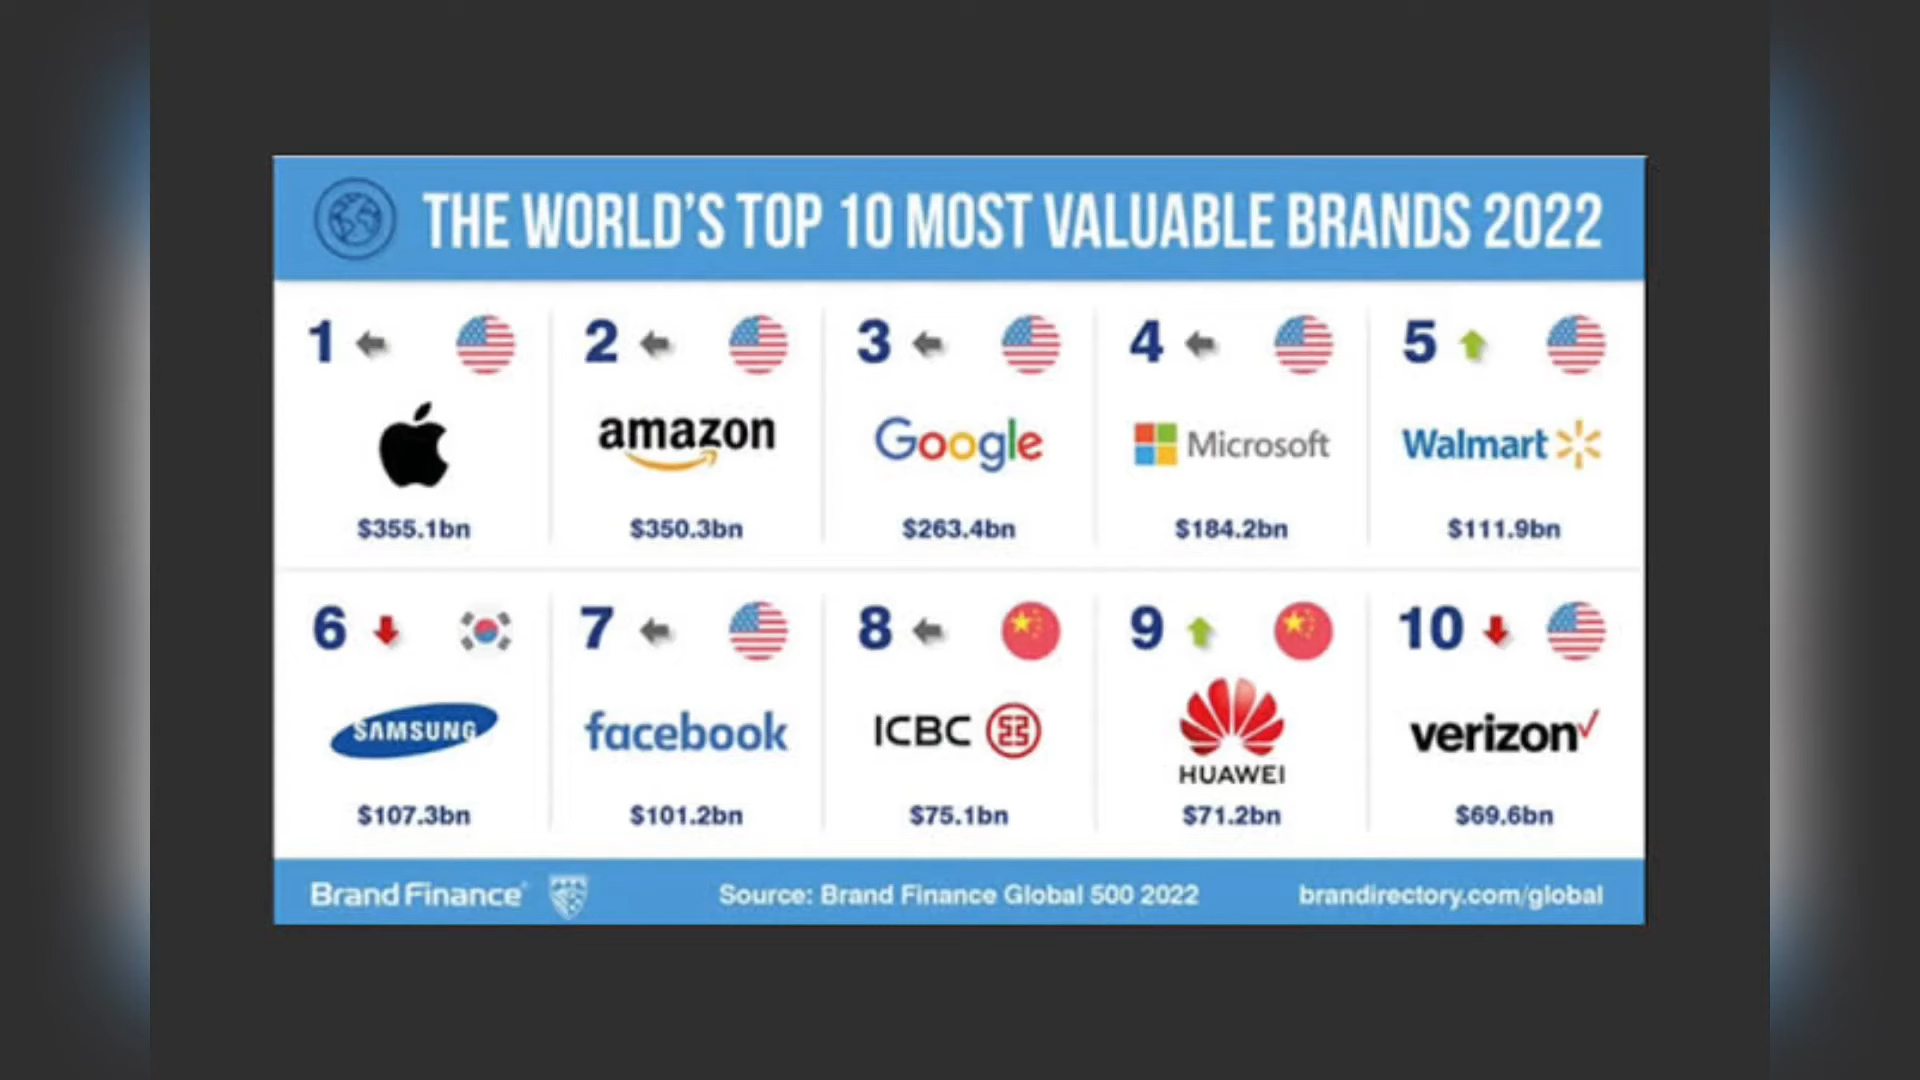 THE WORLD'S TOP 10 MOST VALUABLE BRANDS 2022
1
$355.1bn
2
amazon
$350.3bn
3
Google
$263.4bn
4
Microsoft
$184.2bn
5
Walmart
$111.9bn
6
SAMSUNG
$107.3bn
7
facebook
$101.2bn
8
ICBC
$75.1bn
9
HUAWEI
$71.2bn
10
verizon
$69.6bn
Brand Finance
Source: Brand Finance Global 500 2022
brandirectory.com/global